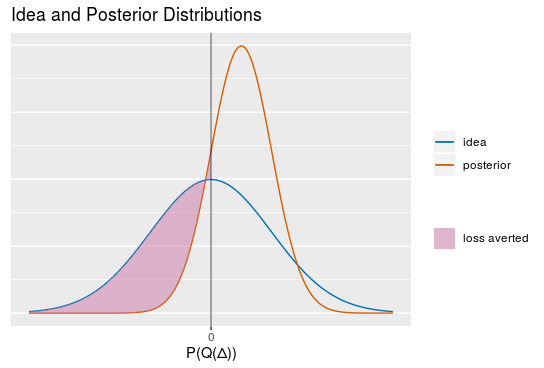 Idea and Posterior Distributions
idea
posterior
loss averted
0
P(Q(Δ))